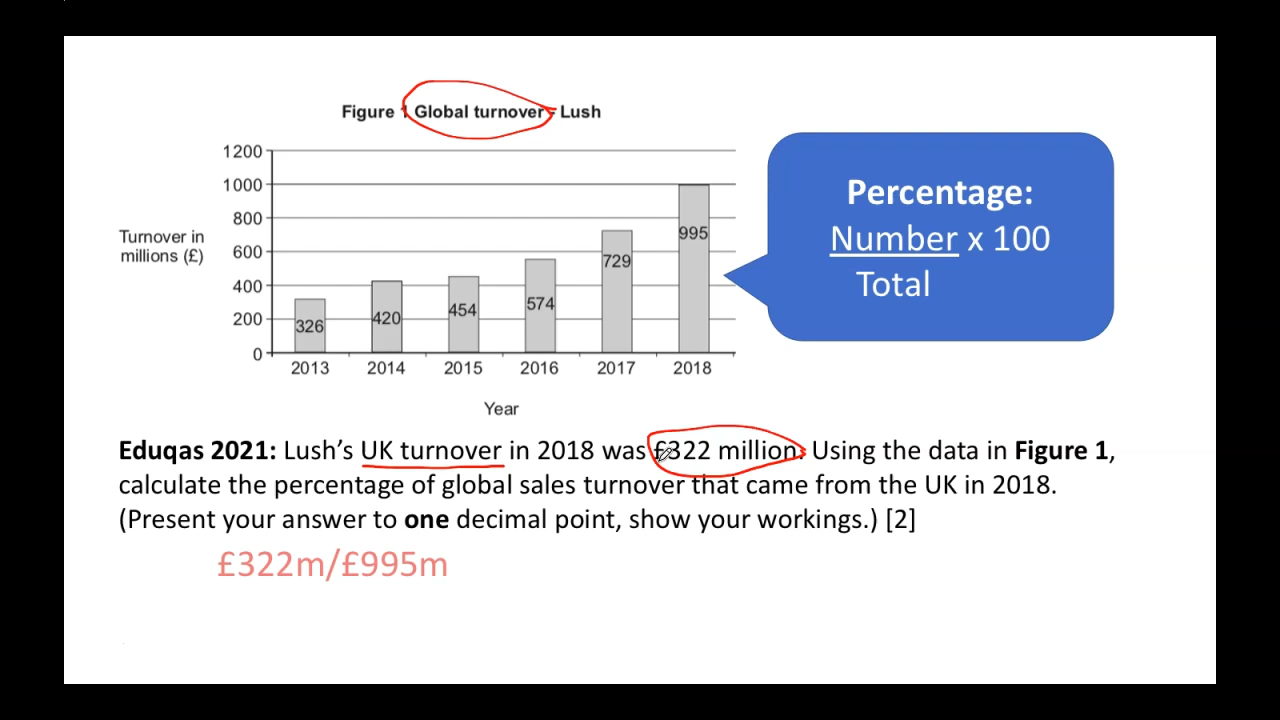 Figure 1 Global turnover - Lush
1200
1000
800
600
400
200
0
Turnover in
millions (£)
326
420
454
574
729
995
2013 2014 2015 2016 2017 2018
Year
Percentage:
Number x 100
Total
Eduqas 2021: Lush’s UK turnover in 2018 was £322 million. Using the data in Figure 1,
calculate the percentage of global sales turnover that came from the UK in 2018.
(Present your answer to one decimal point, show your workings.) [2]
£322m/£995m